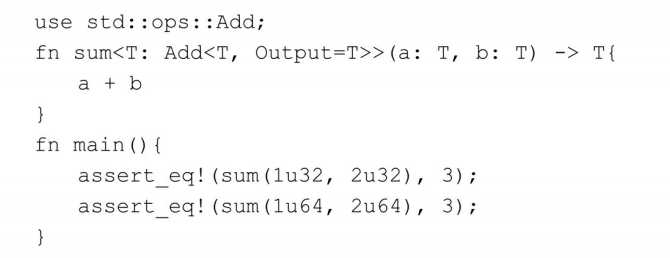 use std::ops::Add;
fn sum<T: Add<T, Output=T>>(a: T, b: T) -> T{
    a + b
}
fn main(){
    assert_eq!(sum(1u32, 2u32), 3);
    assert_eq!(sum(1u64, 2u64), 3);
}